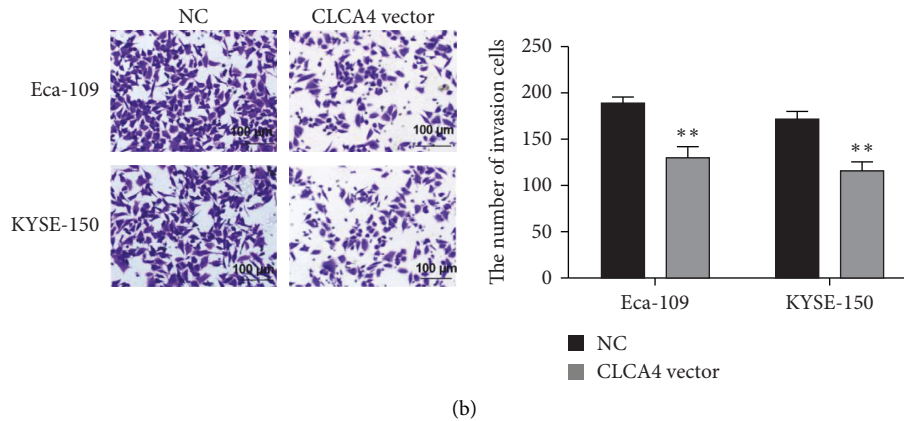 NC
CLCA4 vector
Eca-109
100 μm
100 μm
KYSE-150
100 μm
100 μm
The number of invasion cells
250
200
150
100
50
0
**
**
Eca-109
KYSE-150
NC
CLCA4 vector
(b)